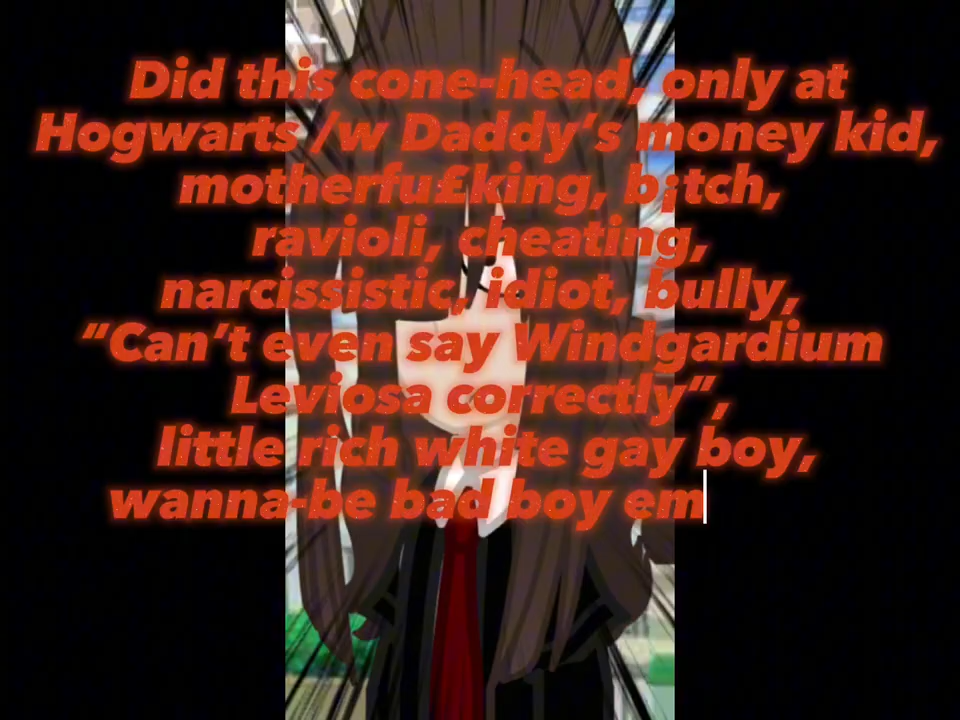 Did this cone-head, only at
Hogwarts /w Daddy’s money kid,
motherfu£king, b¡tch,
ravioli, cheating,
narcissistic, idiot, bully,
“Can’t even say Windgardium
Leviosa correctly”,
little rich white gay boy,
wanna-be bad boy em